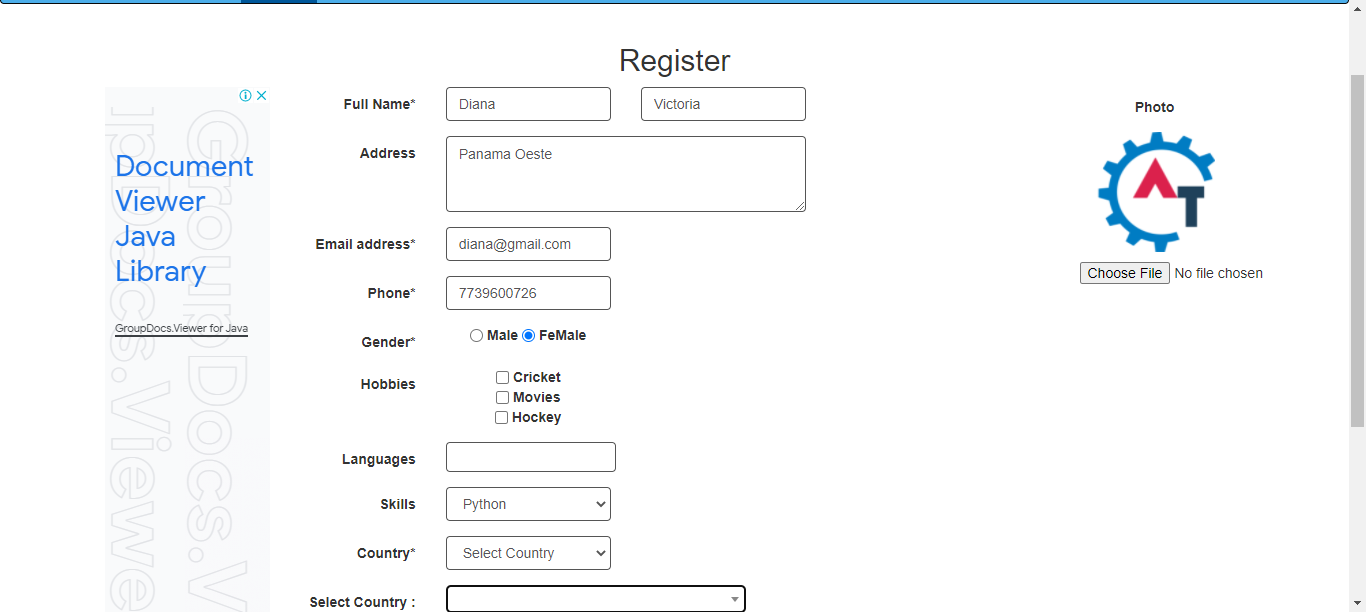 Register
Full Name*
Diana
Victoria
Photo
Address
Panama Oeste
AT
Email address*
diana@gmail.com
Choose File No file chosen
Phone*
7739600726
Gender*
Male FeMale
Hobbies
Cricket
Movies
Hockey
Languages
Skills
Python
Country*
Select Country
Select Country :
Document
Viewer
Java
Library
GroupDocs.Viewer for Java
GroupDocs.V
upDocs.Viewe